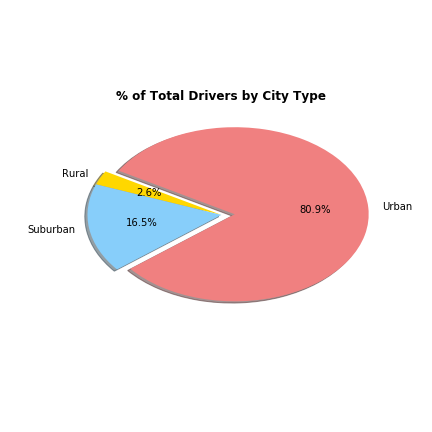 % of Total Drivers by City Type
Rural
2.6%
80.9%
Urban
16.5%
Suburban